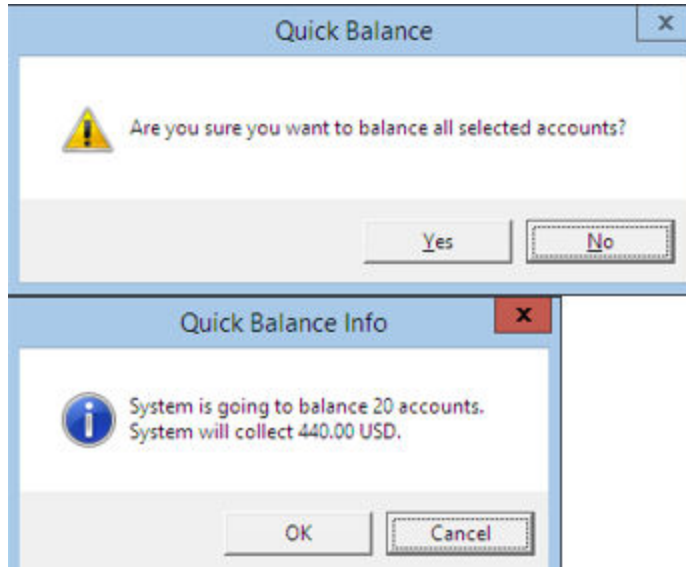 Quick Balance
x
Are you sure you want to balance all selected accounts?
Yes
No
Quick Balance Info
x
System is going to balance 20 accounts.
System will collect 440.00 USD.
OK
Cancel